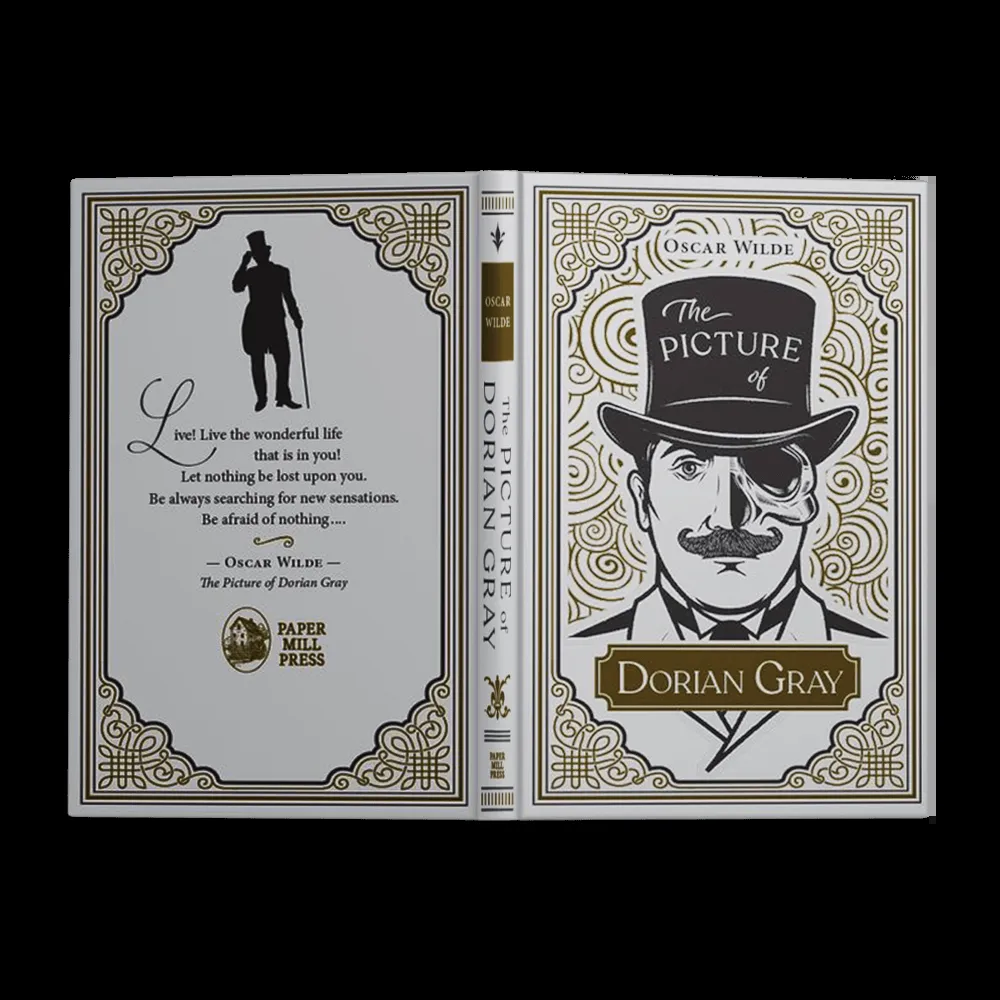 Live! Live the wonderful life
that is in you!
Let nothing be lost upon you.
Be always searching for new sensations.
Be afraid of nothing....
— Oscar Wilde —
The Picture of Dorian Gray
PAPER
MILL
PRESS
OSCAR
WILDE
The PICTURE of
DORIAN GRAY
PAPER
MILL
PRESS
Oscar Wilde
The
PICTURE
of
Dorian Gray